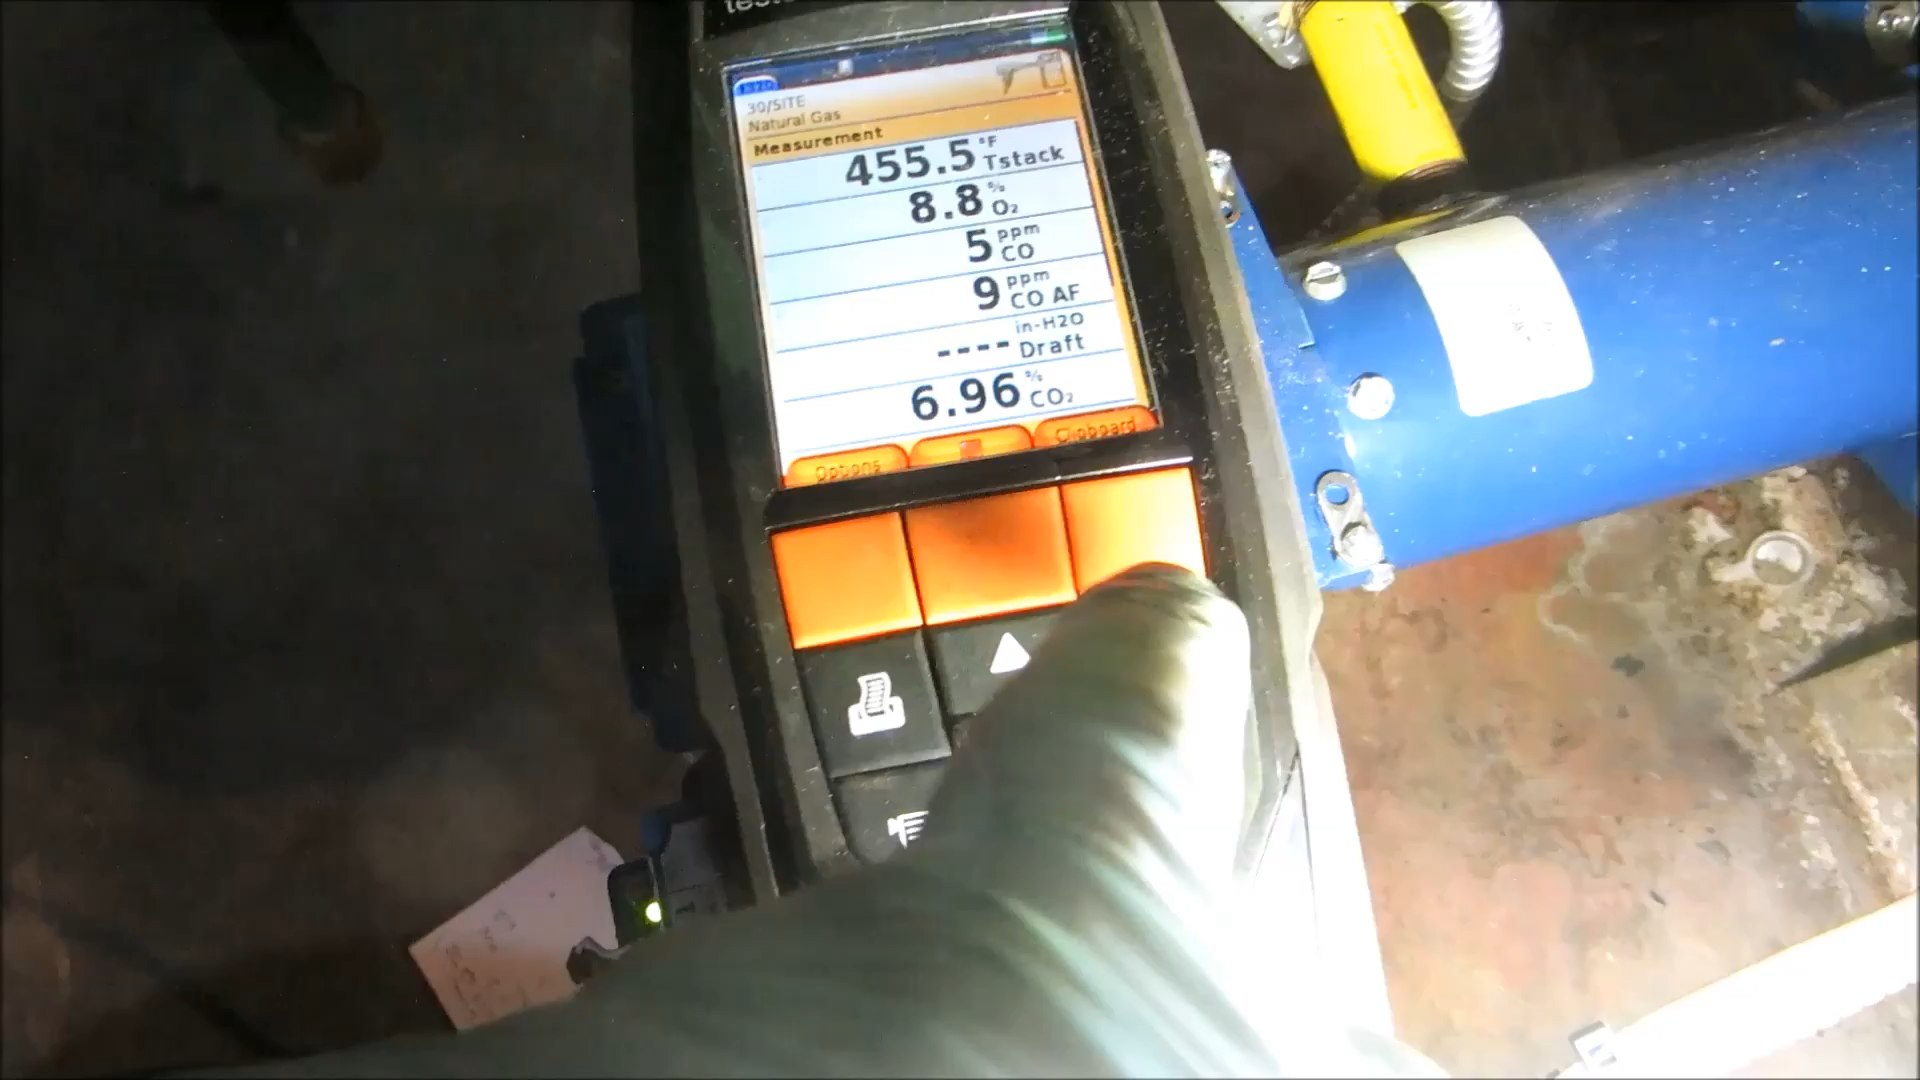 30/SITE
Natural Gas
Measurement
455.5 °F Tstack
8.8 % O₂
5 ppm CO
9 ppm CO AF
---- in-H2O Draft
6.96 % CO₂
Options
Clipboard